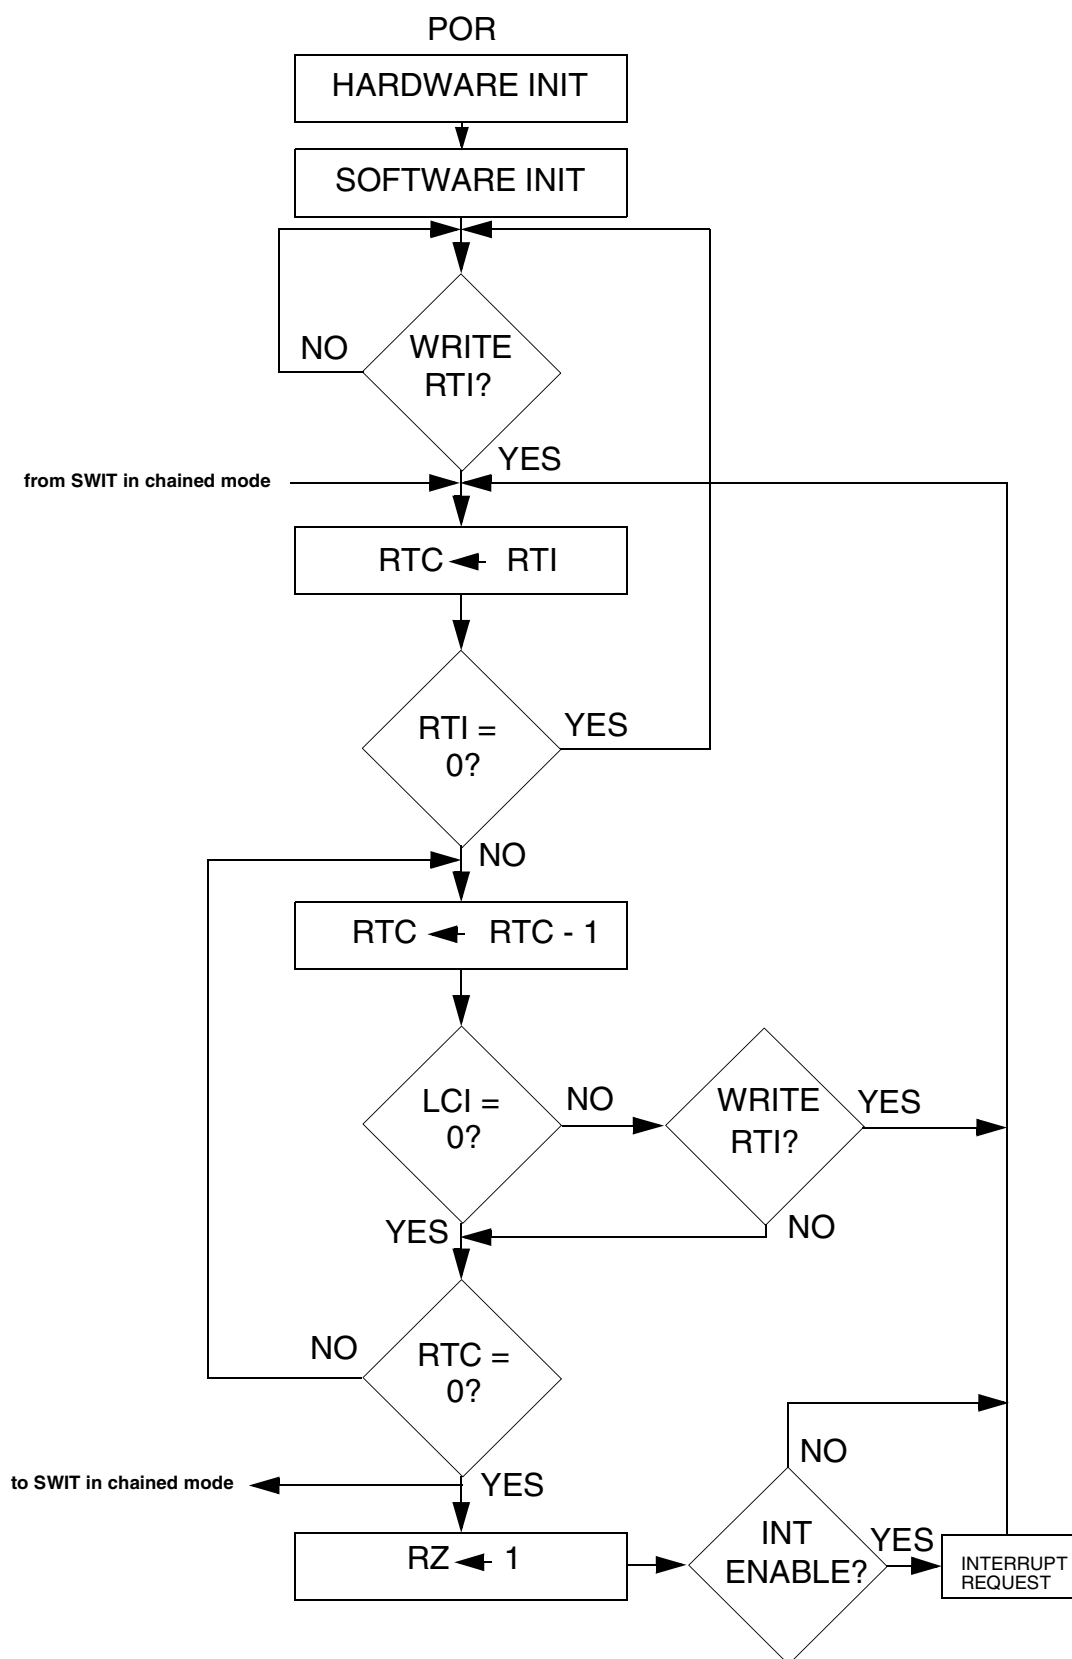 POR
HARDWARE INIT
SOFTWARE INIT
NO
WRITE
RTI?
YES
from SWIT in chained mode
RTC ← RTI
RTI =
0?
YES
NO
RTC ← RTC - 1
LCI =
0?
NO
WRITE
RTI?
YES
YES
NO
NO
RTC =
0?
NO
to SWIT in chained mode
YES
RZ ← 1
INT
ENABLE?
YES
INTERRUPT
REQUEST